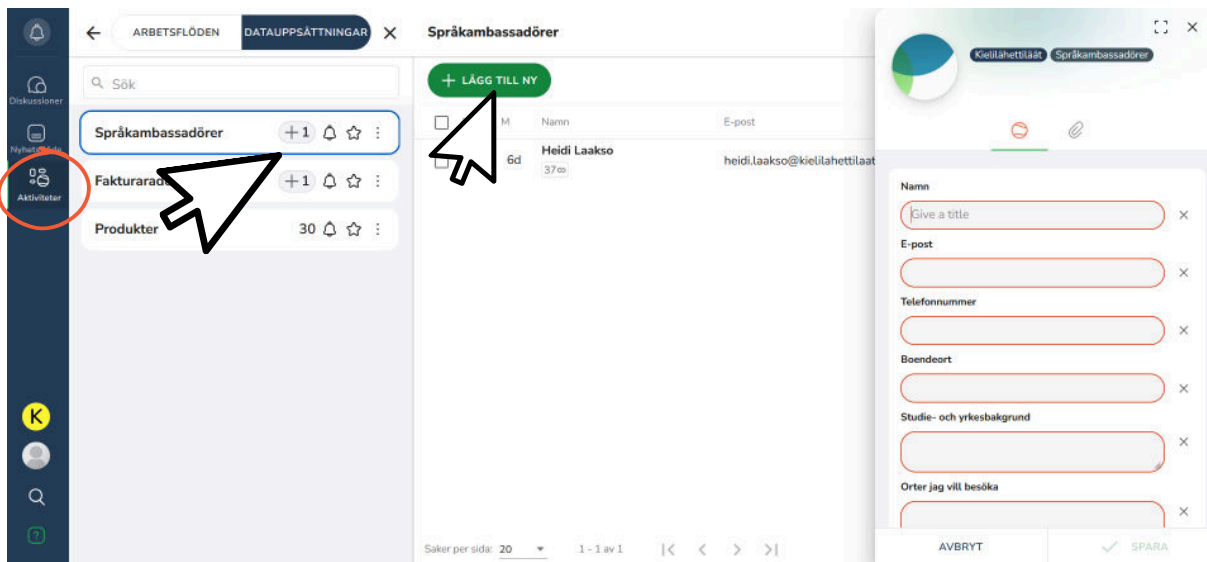 Diskussioner
Aktiviteter
K
?
ARBETSFLÖDEN
DATAUPPSÄTTNINGAR
Sök
Språkambassadörer +1
+1
Produkter 30
Språkambassadörer
+ LÄGG TILL NY
M Namn E-post
6d Heidi Laakso heidi.laakso@kielilahettilaat
37
Saker per sida: 20 1 - 1 av 1
Kielilähettiläät Språkambassadörer
Namn
Give a title
E-post
Telefonnummer
Boendeort
Studie- och yrkesbakgrund
Orter jag vill besöka
AVBRYT
SPARA